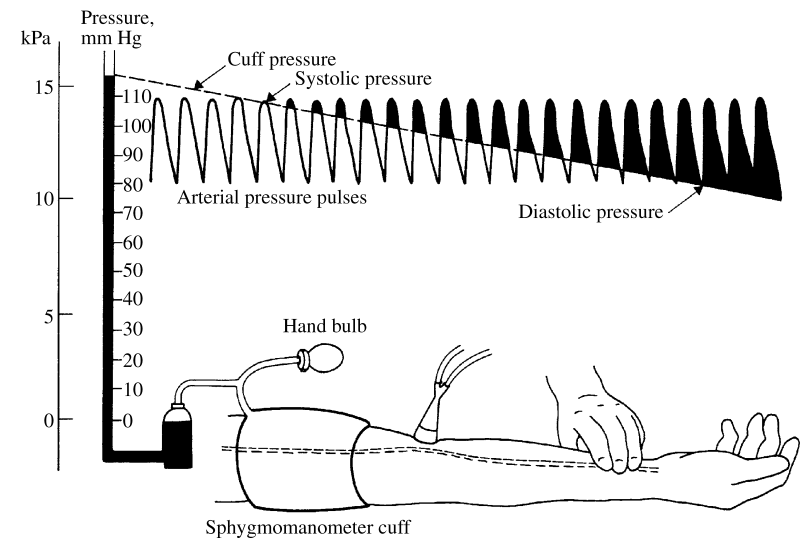 Pressure,
kPa
mm Hg
Cuff pressure
Systolic pressure
15
110
100
90
10
80
Arterial pressure pulses
70
Diastolic pressure
60
50
40
5
30
Hand bulb
20
10
0
0
Sphygmomanometer cuff